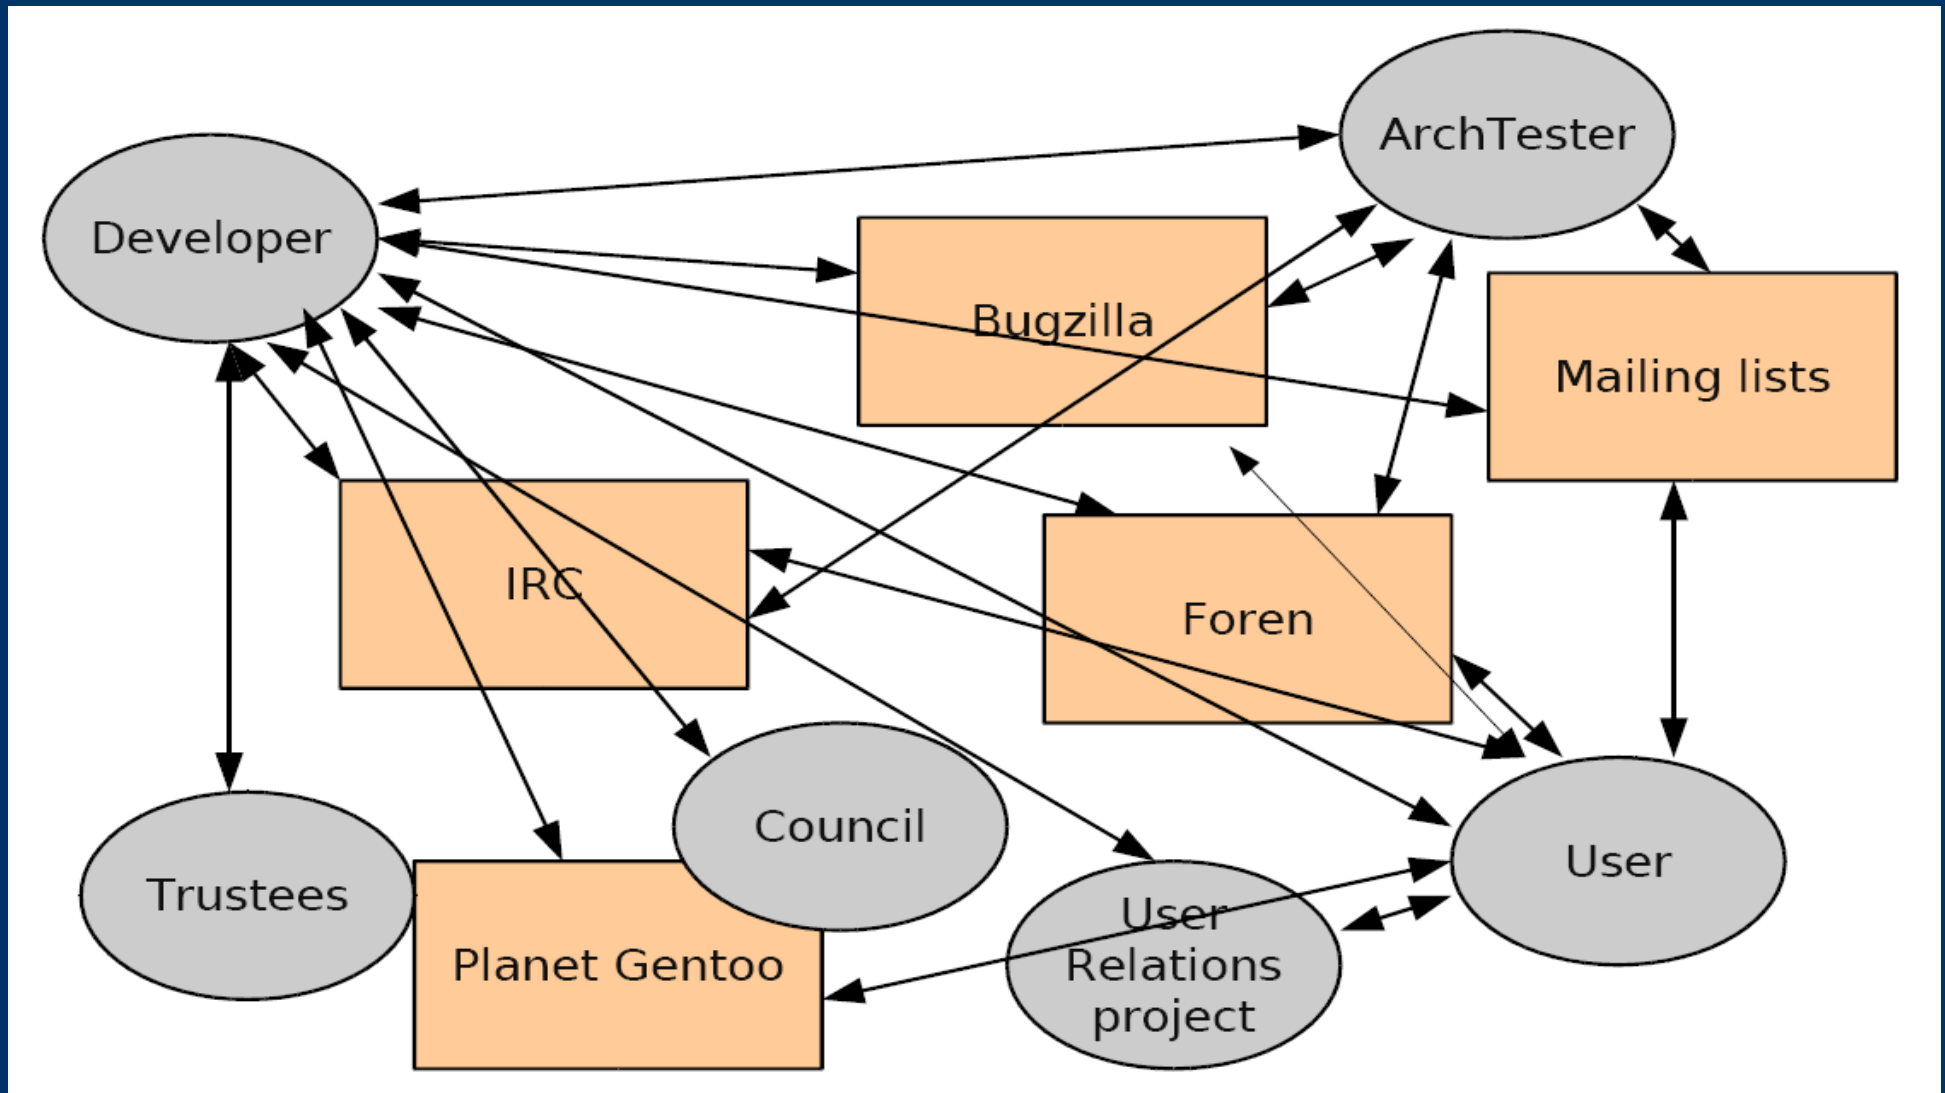 ArchTester
Developer
Bugzilla
Mailing lists
IRC
Foren
Council
User
Trustees
Planet Gentoo
User
Relations
project